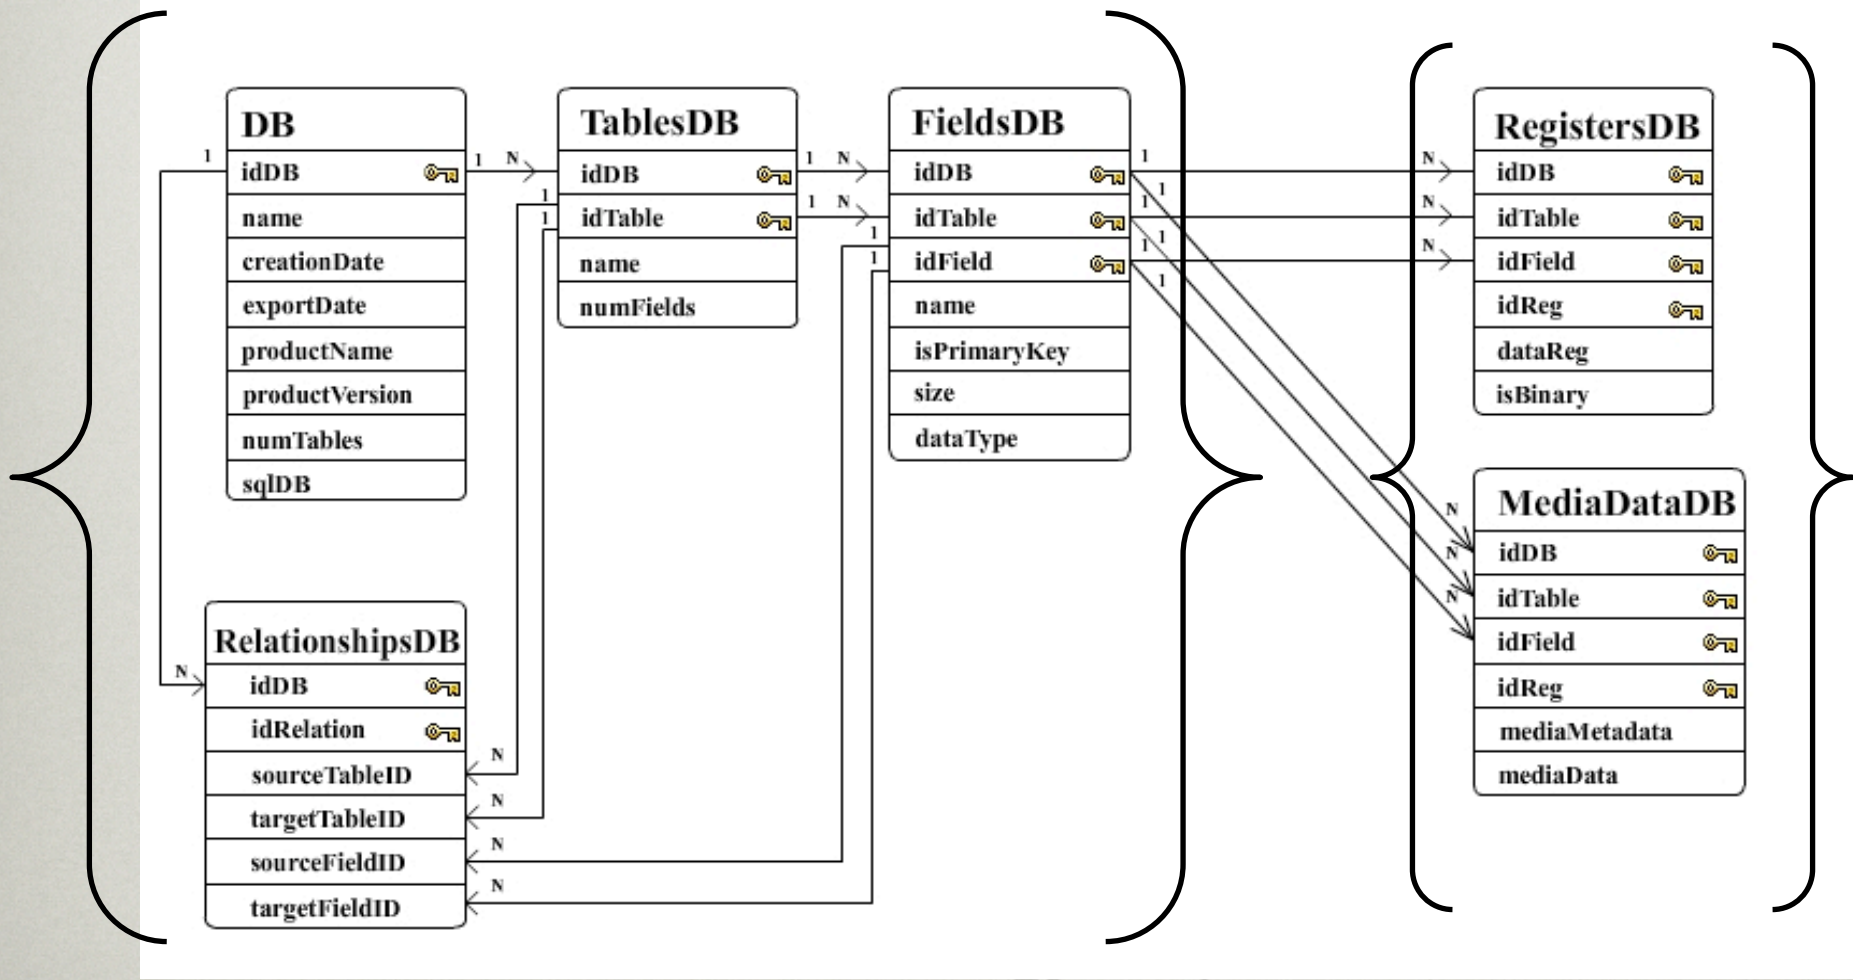 DB
idDB
name
creationDate
exportDate
productName
productVersion
numTables
sqlDB
1
1 N
TablesDB
idDB
idTable
name
numFields
1
1
1 N
1 N
FieldsDB
idDB
idTable
idField
name
isPrimaryKey
size
dataType
1
1
1
1
1
1
1
1
N
N
N
RegistersDB
idDB
idTable
idField
idReg
dataReg
isBinary
N
N
N
MediaDataDB
idDB
idTable
idField
idReg
mediaMetadata
mediaData
N
RelationshipsDB
idDB
idRelation
sourceTableID
targetTableID
sourceFieldID
targetFieldID
N
N
N
N